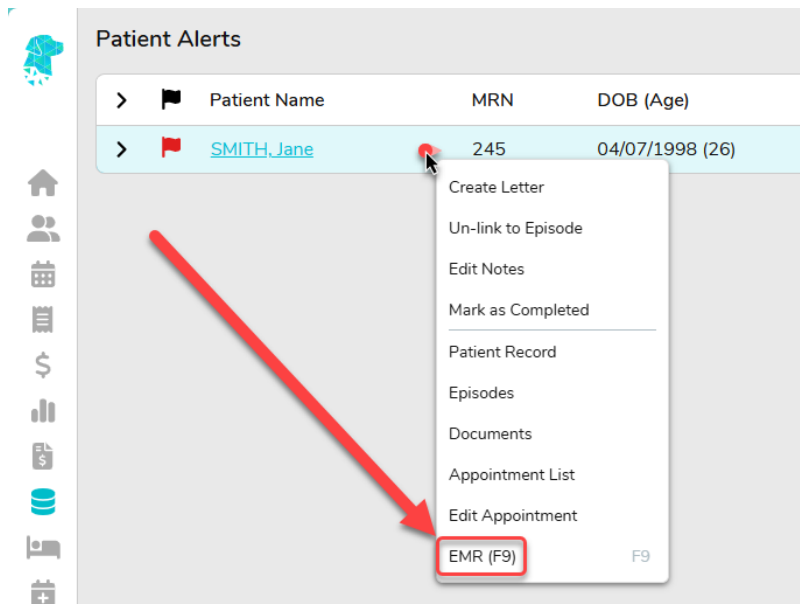 Patient Alerts
Patient Name MRN DOB (Age)
SMITH, Jane 245 04/07/1998 (26)
Create Letter
Un-link to Episode
Edit Notes
Mark as Completed
Patient Record
Episodes
Documents
Appointment List
Edit Appointment
EMR (F9) F9